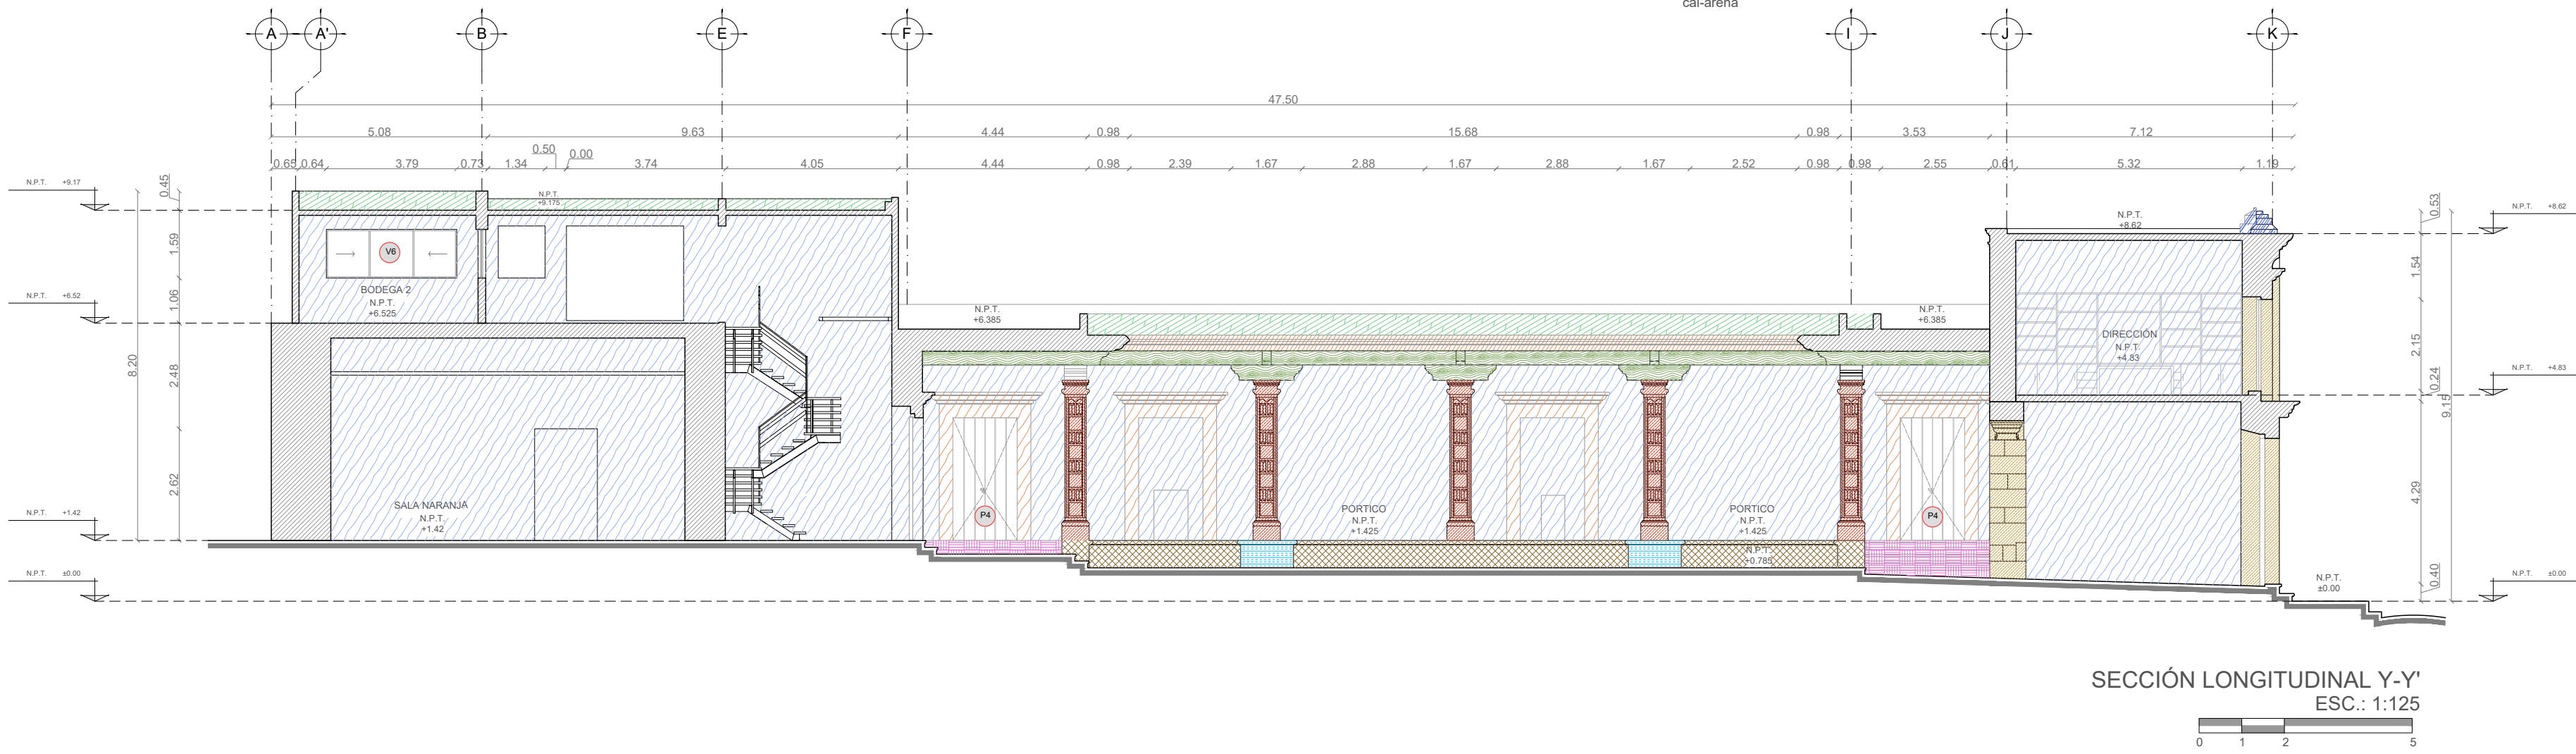 cal-arena
A
A'
B
E
F
I
J
K
47.50
5.08
9.63
4.44
0.98
15.68
0.98
3.53
7.12
0.65
0.64
3.79
0.73
1.34
0.50
0.00
3.74
4.05
4.44
0.98
2.39
1.67
2.88
1.67
2.88
1.67
2.52
0.98
0.98
2.55
0.61
5.32
1.19
N.P.T. +9.17
N.P.T. +6.52
N.P.T. +1.42
N.P.T. ±0.00
8.20
0.45
1.59
1.06
2.48
2.62
N.P.T.
+9.175
V6
BODEGA 2
N.P.T.
+6.525
SALA NARANJA
N.P.T.
+1.42
N.P.T.
+6.385
P4
PORTICO
N.P.T.
+1.425
PORTICO
N.P.T.
+1.425
N.P.T.
+0.785
N.P.T.
+6.385
P4
N.P.T.
+8.62
DIRECCIÓN
N.P.T.
+4.83
N.P.T.
±0.00
0.53
1.54
2.15
0.24
4.29
0.40
9.15
N.P.T. +8.62
N.P.T. +4.83
N.P.T. ±0.00
SECCIÓN LONGITUDINAL Y-Y'
ESC.: 1:125
0 1 2 5